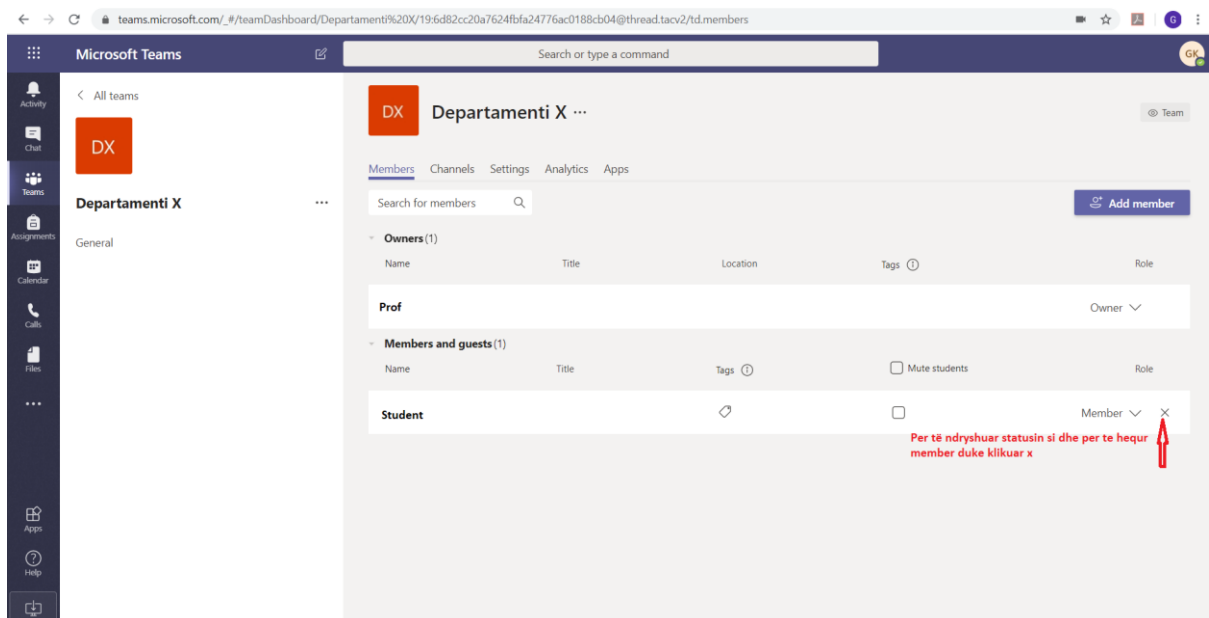 teams.microsoft.com/_#/teamDashboard/Departamenti%20X/19:6d82cc20a7624fbfa24776ac0188cb04@thread.tacv2/td.members
G
Microsoft Teams
Search or type a command
GK
Activity
Chat
Teams
Assignments
Calendar
Calls
Files
Apps
Help
All teams
DX
Departamenti X
General
DX
Departamenti X
Team
Members Channels Settings Analytics Apps
Search for members
Add member
Owners(1)
Name Title Location Tags Role
Prof Owner
Members and guests(1)
Name Title Tags Mute students Role
Student Member
Per të ndryshuar statusin si dhe per te hequr
member duke klikuar x